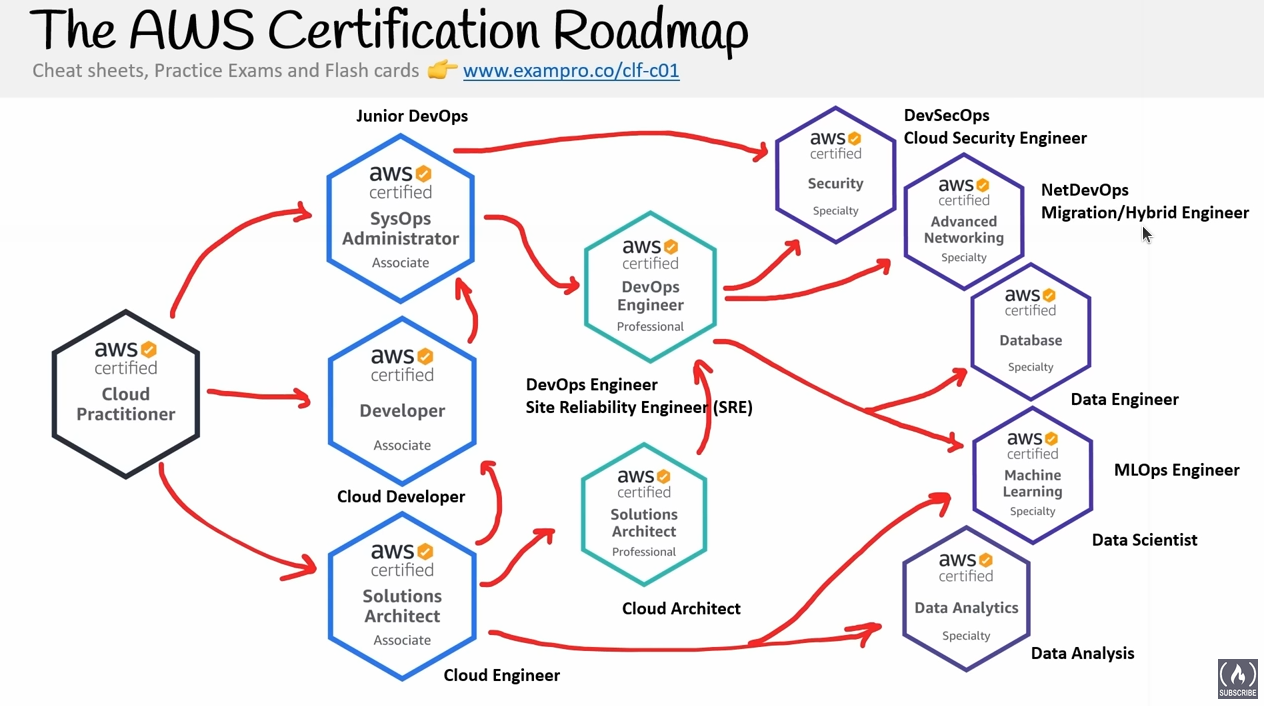 The AWS Certification Roadmap
Cheat sheets, Practice Exams and Flash cards 👉 www.exampro.co/clf-c01
Junior DevOps
aws
certified
SysOps
Administrator
Associate
aws
certified
Security
Specialty
DevSecOps
Cloud Security Engineer
aws
certified
Advanced
Networking
Specialty
NetDevOps
Migration/Hybrid Engineer
aws
certified
DevOps
Engineer
Professional
DevOps Engineer
Site Reliability Engineer (SRE)
aws
certified
Database
Specialty
Data Engineer
aws
certified
Cloud
Practitioner
aws
certified
Developer
Associate
Cloud Developer
aws
certified
Machine
Learning
Specialty
MLOps Engineer
Data Scientist
aws
certified
Solutions
Architect
Professional
Cloud Architect
aws
certified
Solutions
Architect
Associate
Cloud Engineer
aws
certified
Data Analytics
Specialty
Data Analysis
SUBSCRIBE